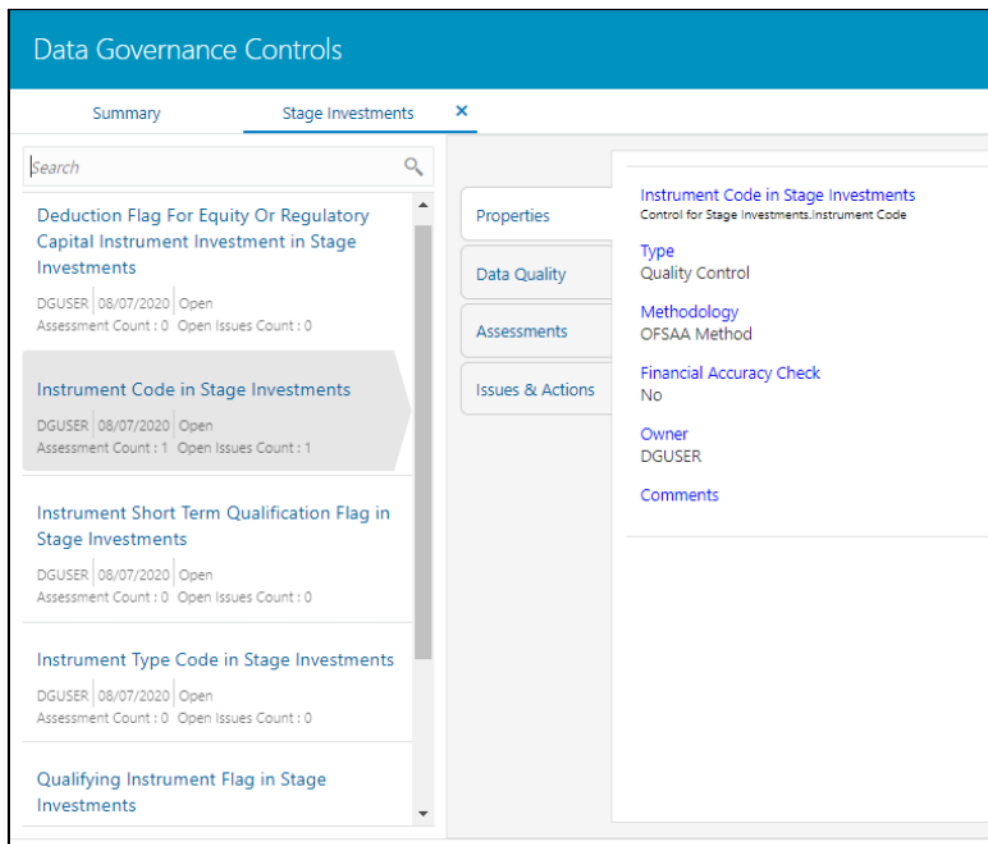 Data Governance Controls
Summary
Stage Investments
Search
Deduction Flag For Equity Or Regulatory
Capital Instrument Investment in Stage
Investments
DGUSER 08/07/2020 Open
Assessment Count : 0 Open Issues Count : 0
Instrument Code in Stage Investments
DGUSER 08/07/2020 Open
Assessment Count : 1 Open Issues Count : 1
Instrument Short Term Qualification Flag in
Stage Investments
DGUSER 08/07/2020 Open
Assessment Count : 0 Open Issues Count : 0
Instrument Type Code in Stage Investments
DGUSER 08/07/2020 Open
Assessment Count : 0 Open Issues Count : 0
Qualifying Instrument Flag in Stage
Investments
Properties
Data Quality
Assessments
Issues & Actions
Instrument Code in Stage Investments
Control for Stage Investments.Instrument Code
Type
Quality Control
Methodology
OFSAA Method
Financial Accuracy Check
No
Owner
DGUSER
Comments